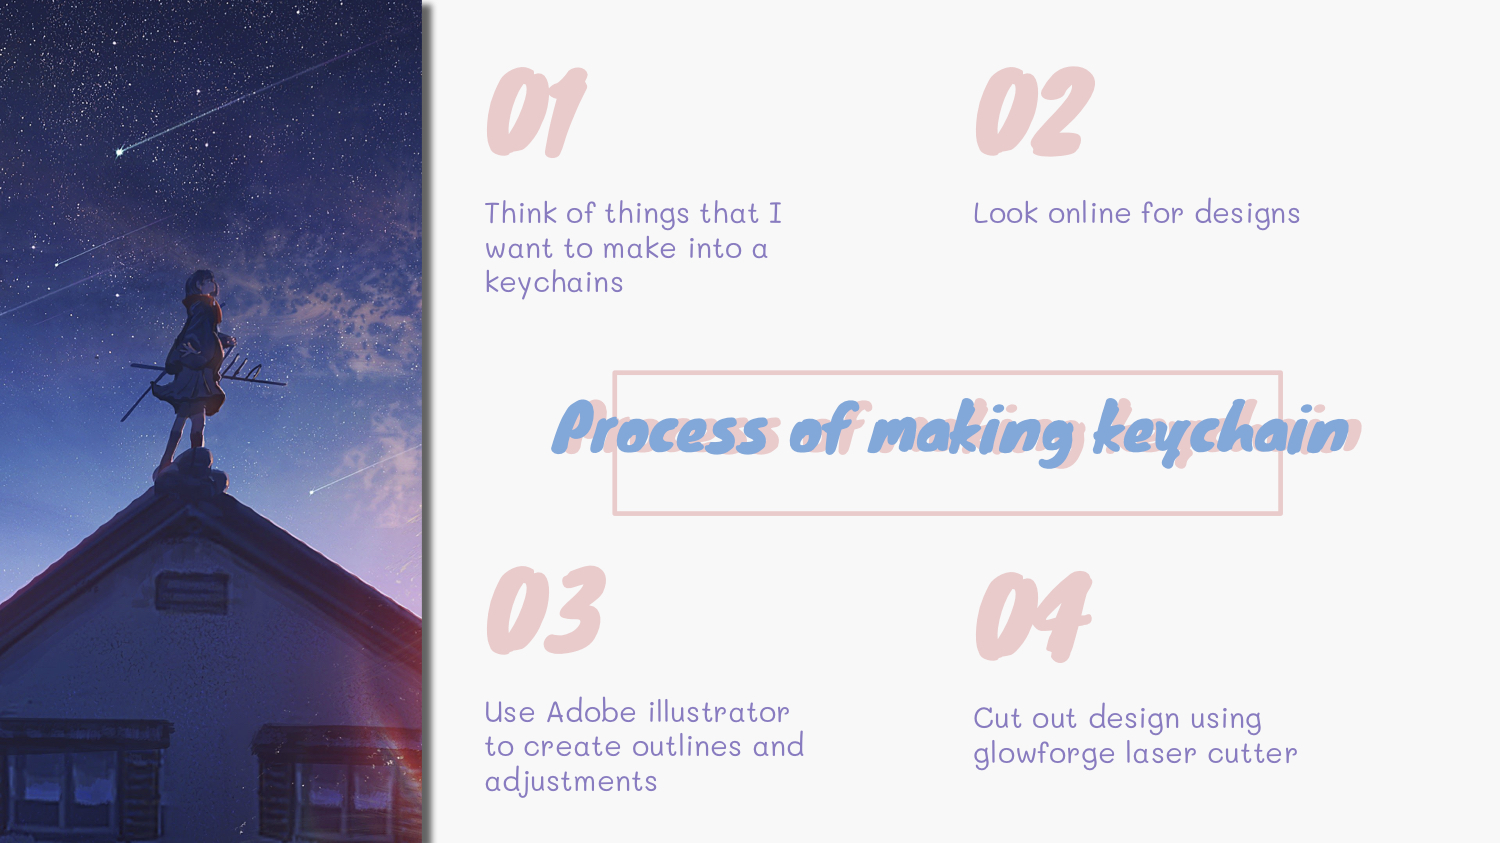 01
Think of things that I
want to make into a
keychains
02
Look online for designs
Process of making keychain
03
Use Adobe illustrator
to create outlines and
adjustments
04
Cut out design using
glowforge laser cutter